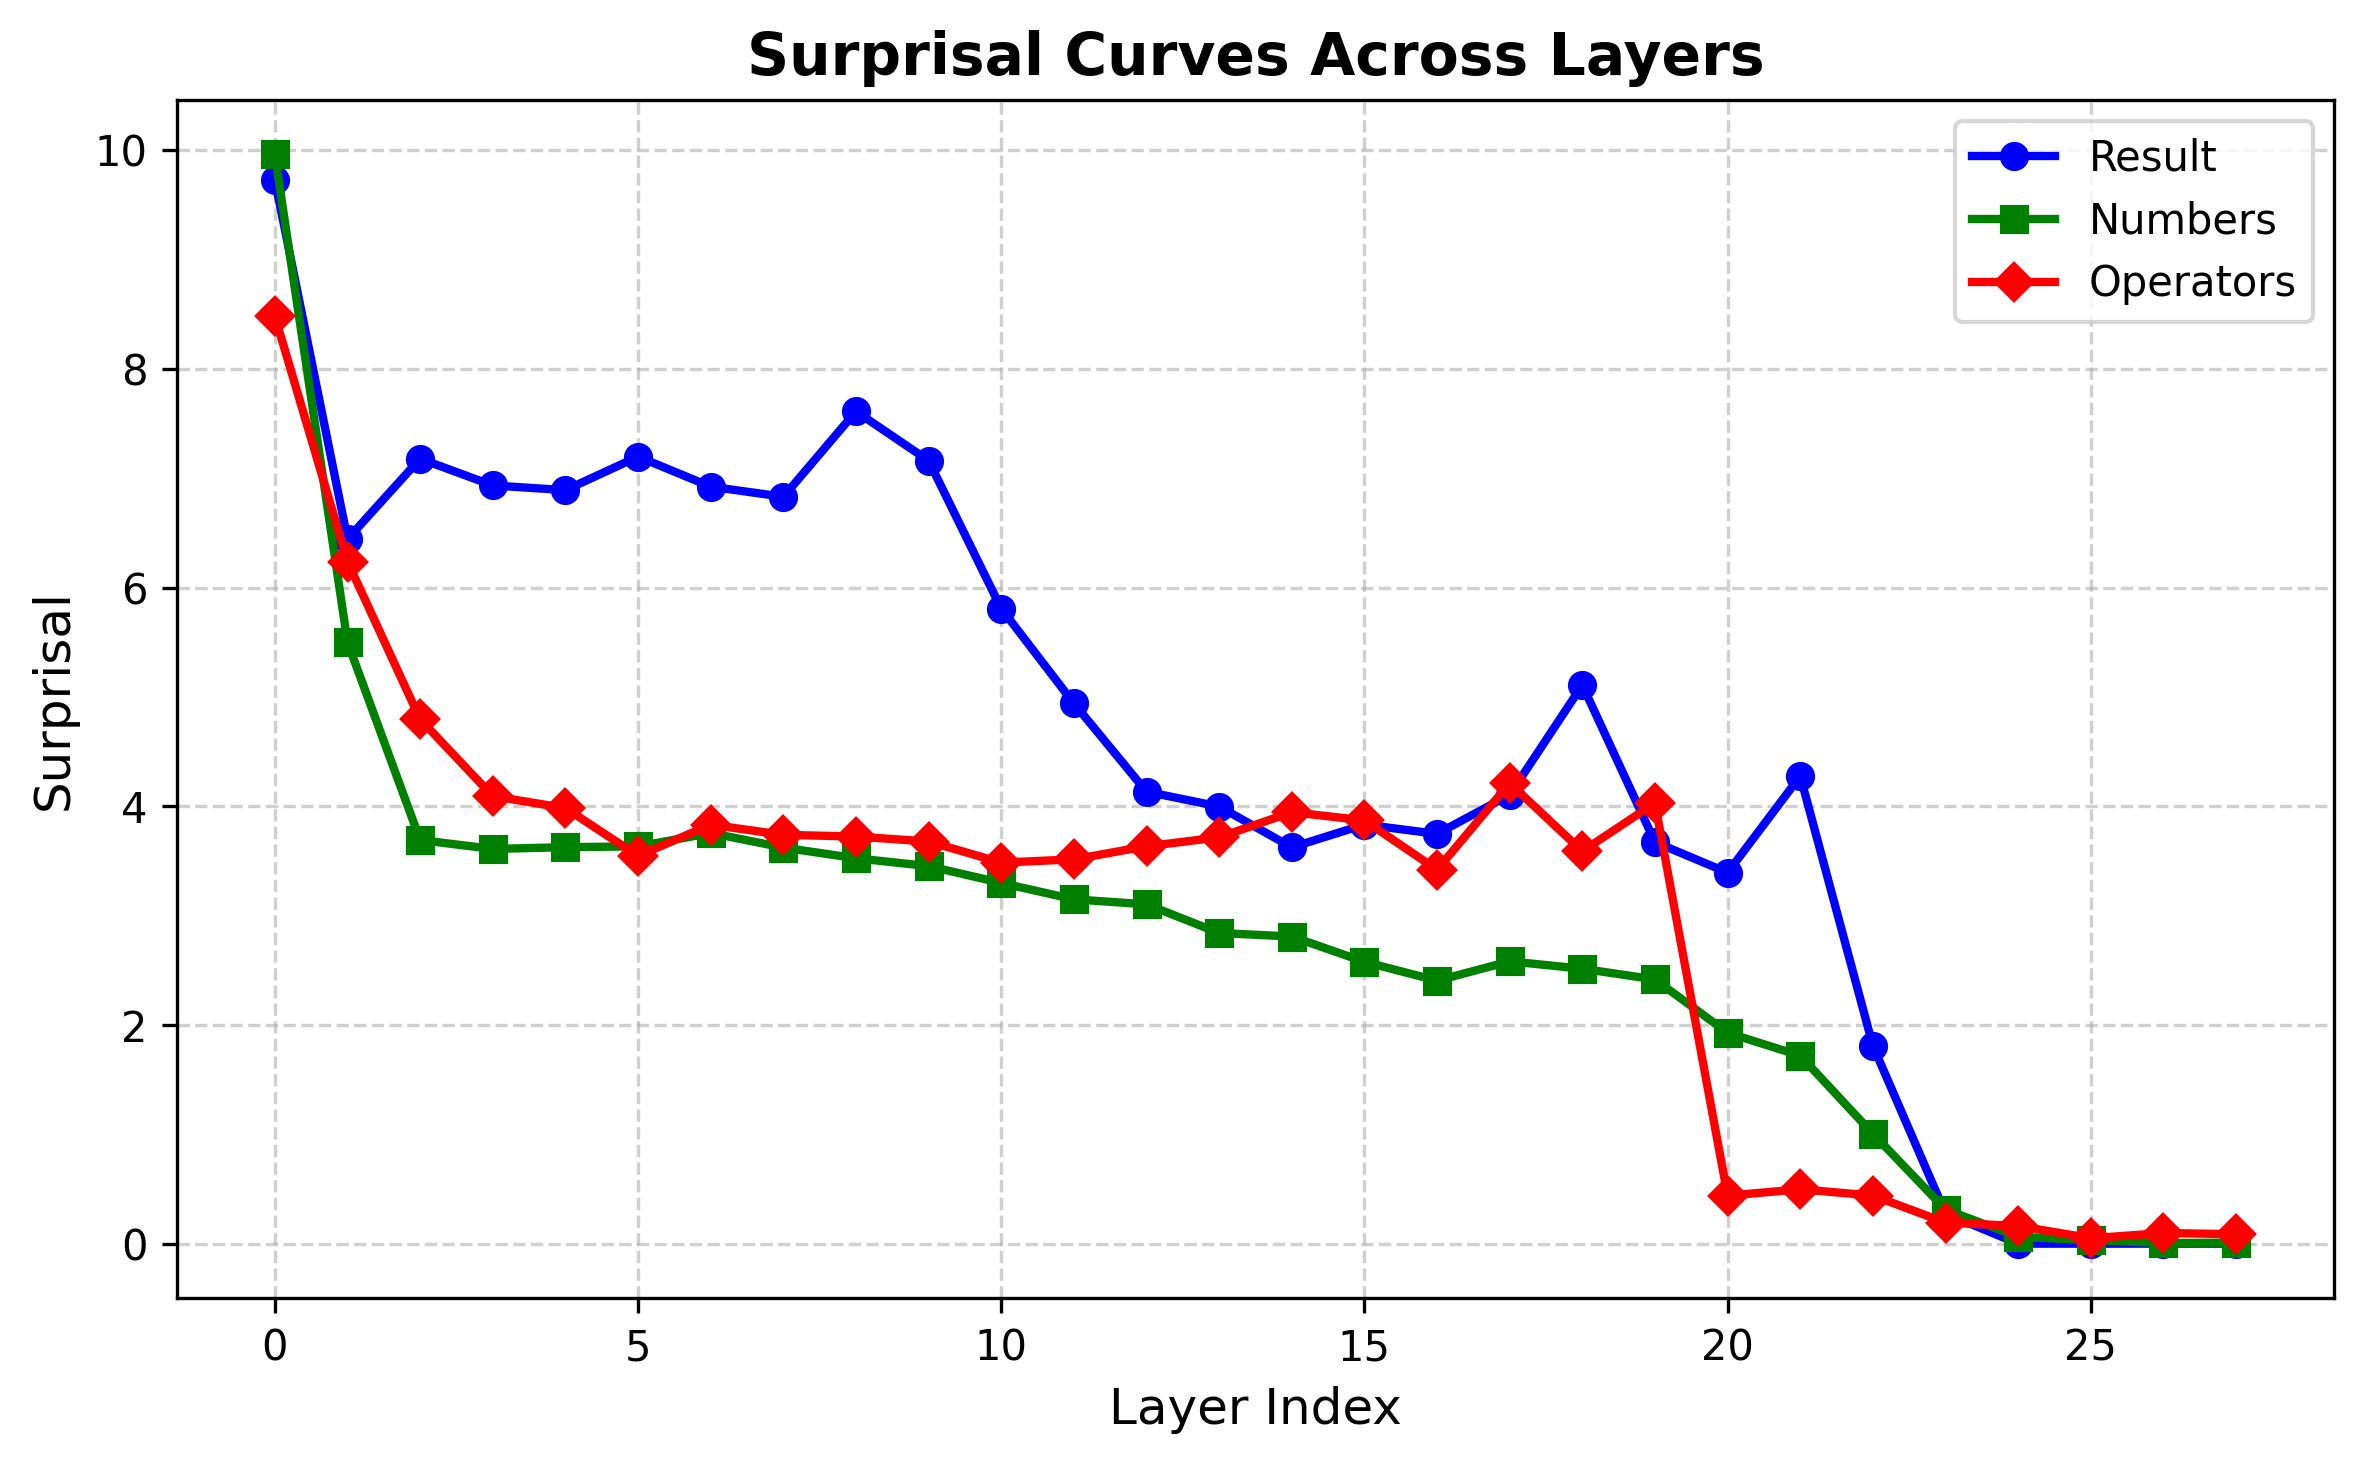 Surprisal Curves Across Layers
Result
Numbers
Operators
Surprisal
10
8
6
4
2
0
0 5 10 15 20 25
Layer Index